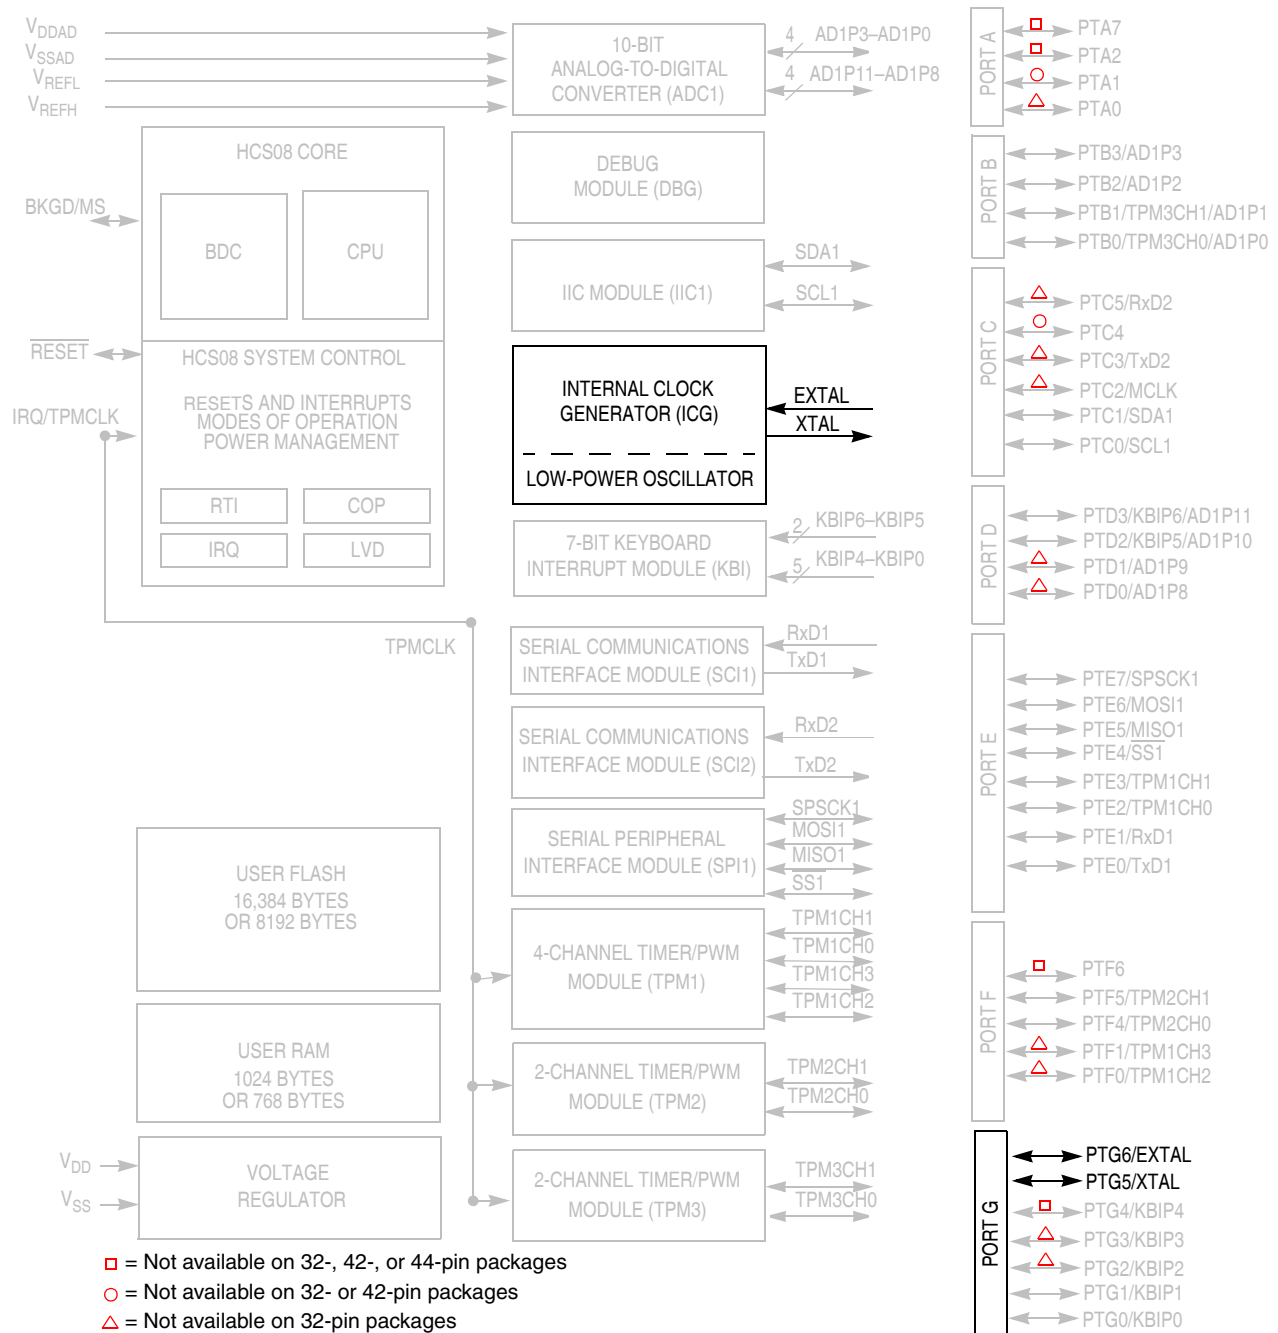 VDDAD
VSSAD
VREFL
VREFH
10-BIT
ANALOG-TO-DIGITAL
CONVERTER (ADC1)
4 AD1P3–AD1P0
4 AD1P11–AD1P8
HCS08 CORE
BDC
CPU
BKGD/MS
RESET
IRQ/TPMCLK
HCS08 SYSTEM CONTROL
RESETS AND INTERRUPTS
MODES OF OPERATION
POWER MANAGEMENT
RTI
COP
IRQ
LVD
TPMCLK
DEBUG
MODULE (DBG)
IIC MODULE (IIC1)
SDA1
SCL1
INTERNAL CLOCK
GENERATOR (ICG)
LOW-POWER OSCILLATOR
EXTAL
XTAL
7-BIT KEYBOARD
INTERRUPT MODULE (KBI)
2 KBIP6–KBIP5
5 KBIP4–KBIP0
SERIAL COMMUNICATIONS
INTERFACE MODULE (SCI1)
RxD1
TxD1
SERIAL COMMUNICATIONS
INTERFACE MODULE (SCI2)
RxD2
TxD2
SERIAL PERIPHERAL
INTERFACE MODULE (SPI1)
SPSCK1
MOSI1
MISO1
SS1
4-CHANNEL TIMER/PWM
MODULE (TPM1)
TPM1CH1
TPM1CH0
TPM1CH3
TPM1CH2
2-CHANNEL TIMER/PWM
MODULE (TPM2)
TPM2CH1
TPM2CH0
2-CHANNEL TIMER/PWM
MODULE (TPM3)
TPM3CH1
TPM3CH0
USER FLASH
16,384 BYTES
OR 8192 BYTES
USER RAM
1024 BYTES
OR 768 BYTES
VDD
VSS
VOLTAGE
REGULATOR
PORT A
PTA7
PTA2
PTA1
PTA0
PORT B
PTB3/AD1P3
PTB2/AD1P2
PTB1/TPM3CH1/AD1P1
PTB0/TPM3CH0/AD1P0
PORT C
PTC5/RxD2
PTC4
PTC3/TxD2
PTC2/MCLK
PTC1/SDA1
PTC0/SCL1
PORT D
PTD3/KBIP6/AD1P11
PTD2/KBIP5/AD1P10
PTD1/AD1P9
PTD0/AD1P8
PORT E
PTE7/SPSCK1
PTE6/MOSI1
PTE5/MISO1
PTE4/SS1
PTE3/TPM1CH1
PTE2/TPM1CH0
PTE1/RxD1
PTE0/TxD1
PORT F
PTF6
PTF5/TPM2CH1
PTF4/TPM2CH0
PTF1/TPM1CH3
PTF0/TPM1CH2
PORT G
PTG6/EXTAL
PTG5/XTAL
PTG4/KBIP4
PTG3/KBIP3
PTG2/KBIP2
PTG1/KBIP1
PTG0/KBIP0
= Not available on 32-, 42-, or 44-pin packages
= Not available on 32- or 42-pin packages
= Not available on 32-pin packages